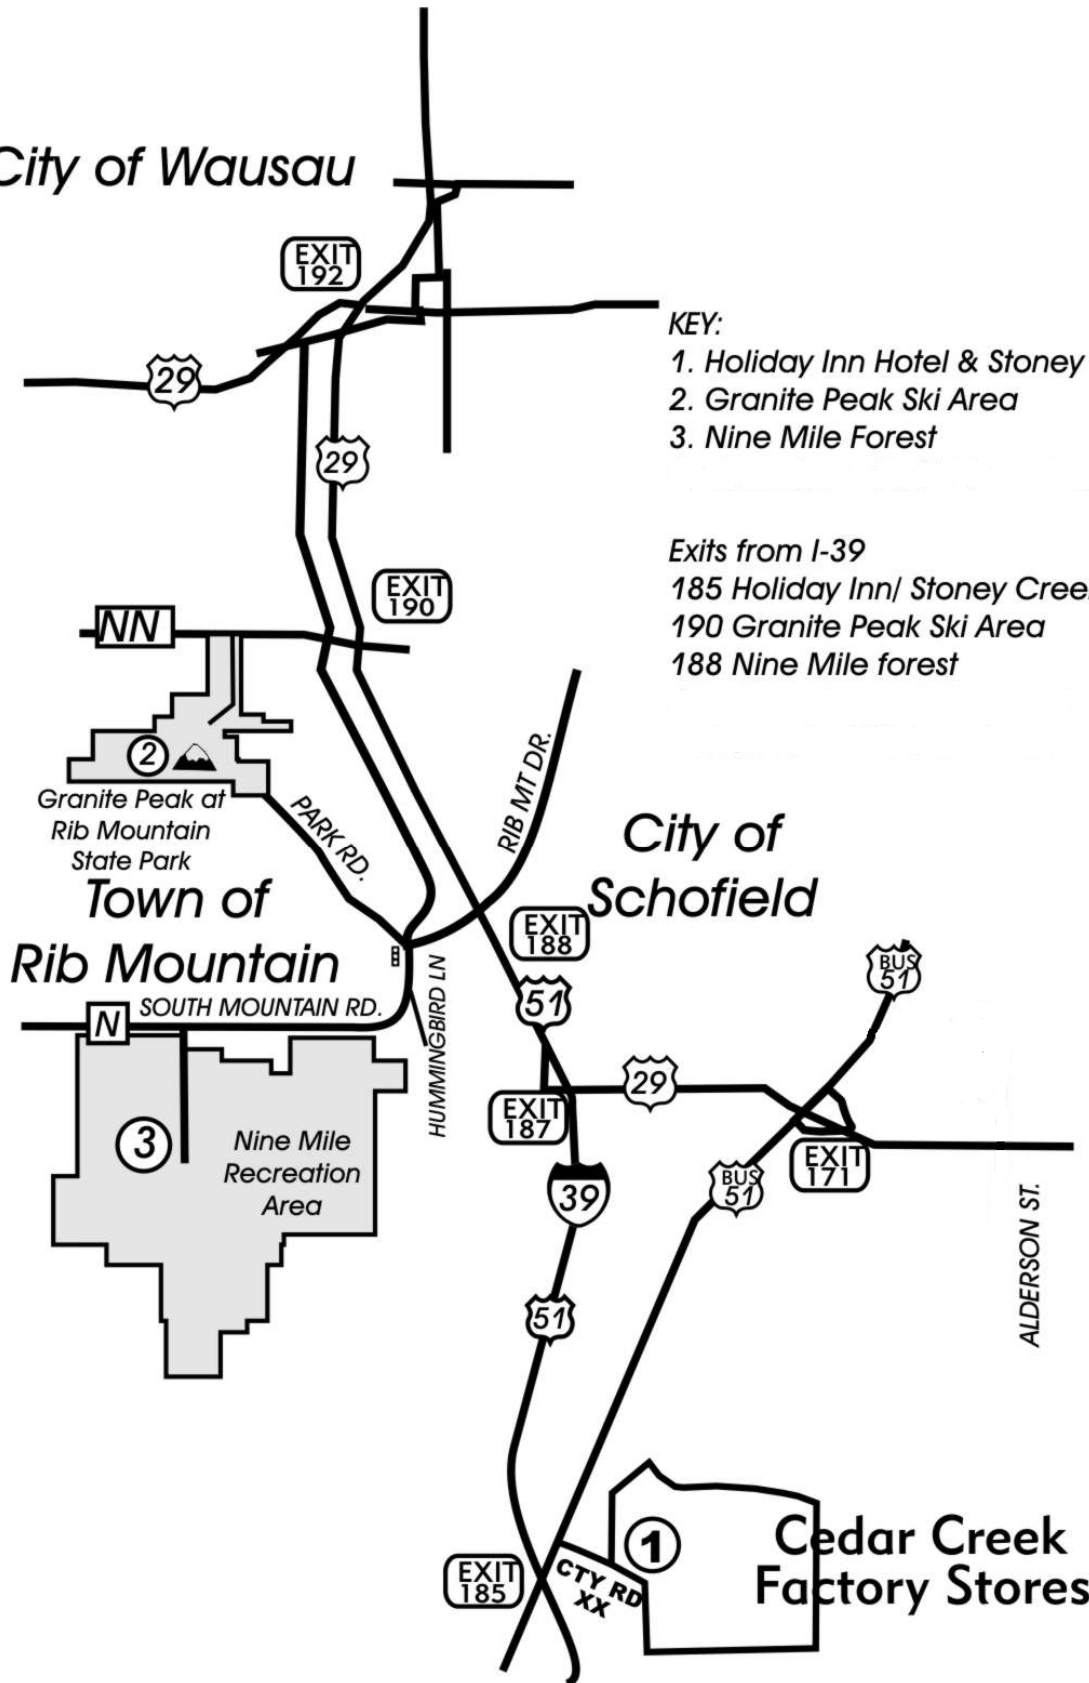 City of Wausau
EXIT
192
29
KEY:
1. Holiday Inn Hotel & Stoney
2. Granite Peak Ski Area
3. Nine Mile Forest
29
Exits from I-39
185 Holiday Inn/ Stoney Cree
190 Granite Peak Ski Area
188 Nine Mile forest
EXIT
190
NN
2
Granite Peak at
Rib Mountain
State Park
PARK RD.
RIB MT DR.
City of
Schofield
Town of
Rib Mountain
EXIT
188
51
BUS
51
SOUTH MOUNTAIN RD.
N
HUMMINGBIRD LN
29
EXIT
187
3
Nine Mile
Recreation
Area
EXIT
171
BUS
51
39
ALDERSON ST.
51
1
Cedar Creek
Factory Stores
EXIT
185
CTY RD
XX